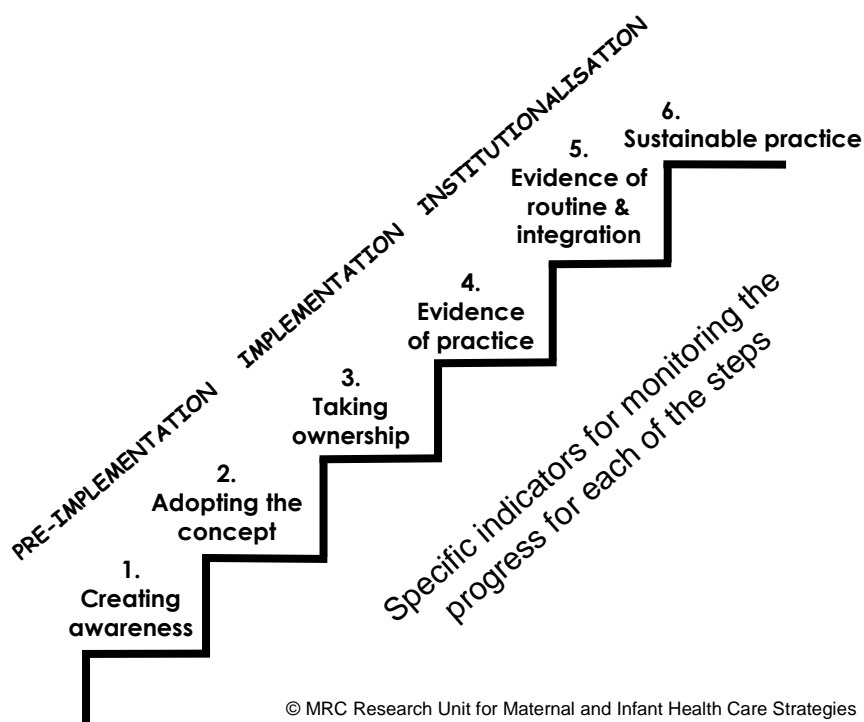 PRE-IMPLEMENTATION IMPLEMENTATION INSTITUTIONALISATION
6.
Sustainable practice
5.
Evidence of
routine &
integration
4.
Evidence
of practice
3.
Taking
ownership
2.
Adopting the
concept
1.
Creating
awareness
Specific indicators for monitoring the
progress for each of the steps
© MRC Research Unit for Maternal and Infant Health Care Strategies